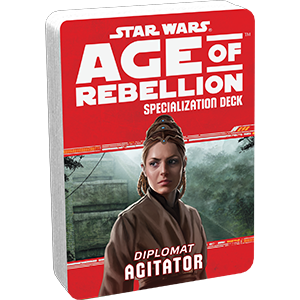 STAR WARS
AGE OF
REBELLION
SPECIALIZATION DECK
DIPLOMAT
AGITATOR